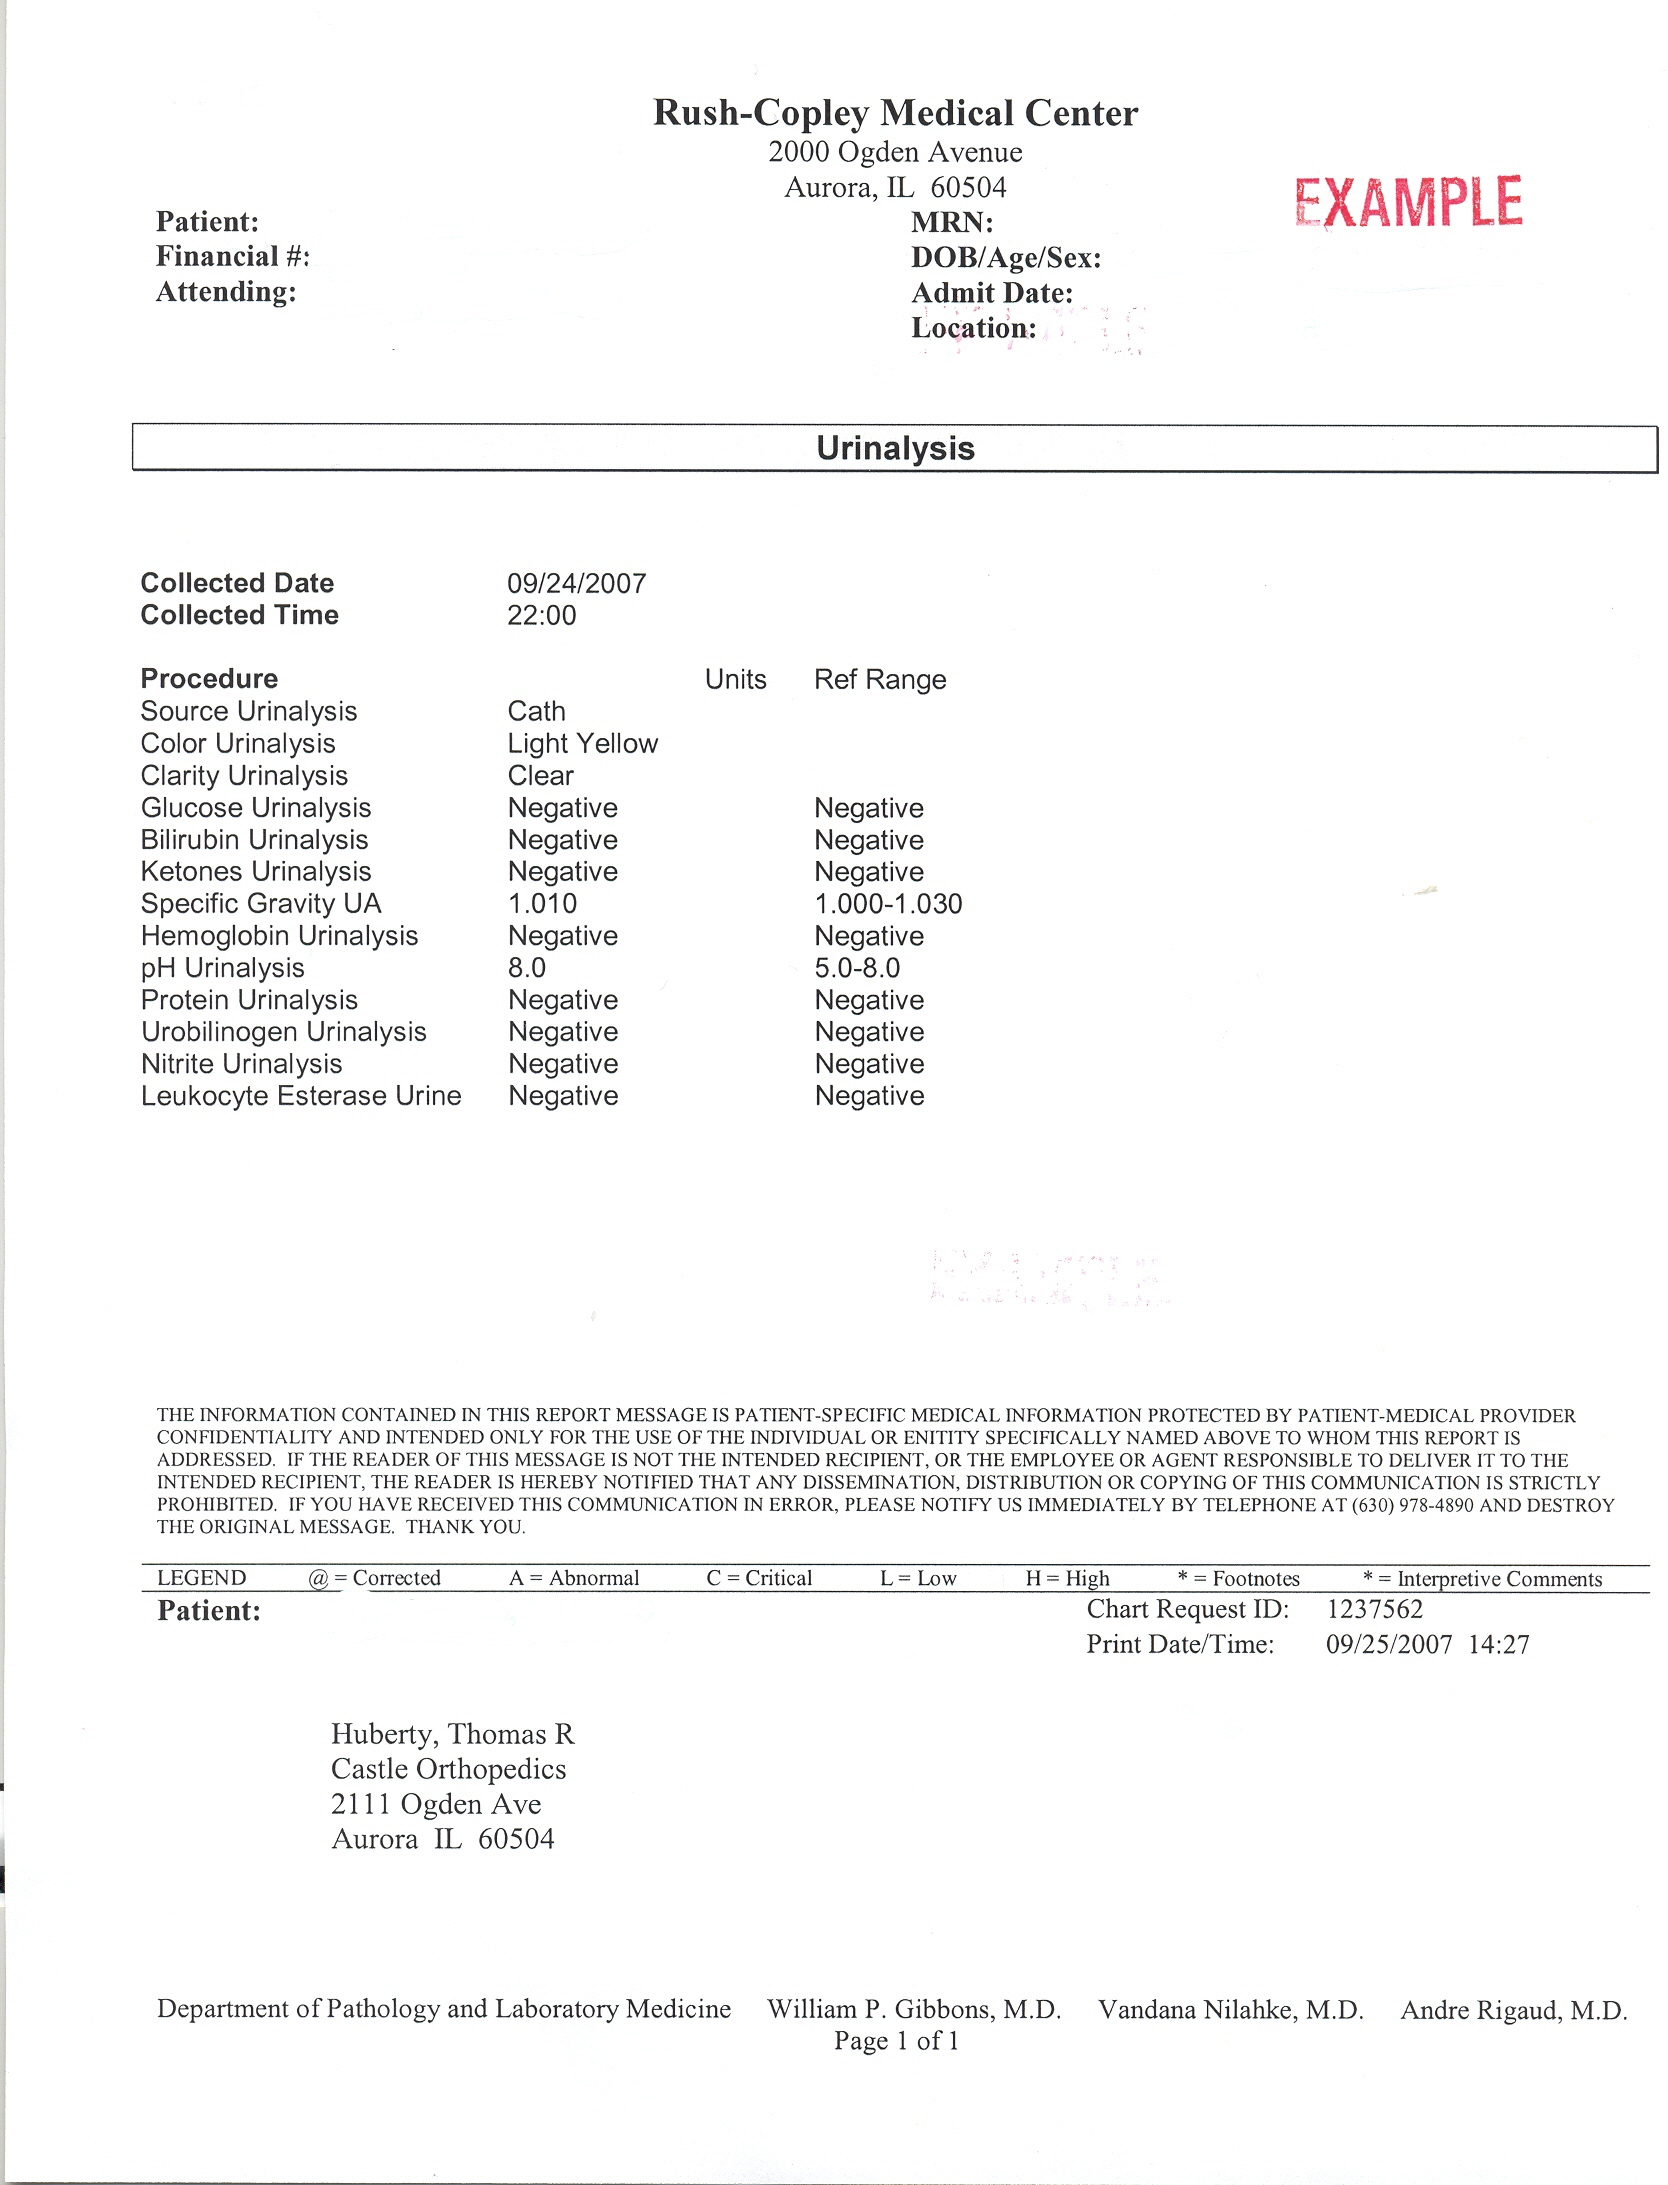 Rush-Copley Medical Center
2000 Ogden Avenue
Aurora, IL 60504
EXAMPLE
Patient: MRN:
Financial #: DOB/Age/Sex:
Attending: Admit Date:
Location:
Urinalysis
Collected Date 09/24/2007
Collected Time 22:00
Procedure Units Ref Range
Source Urinalysis Cath
Color Urinalysis Light Yellow
Clarity Urinalysis Clear
Glucose Urinalysis Negative Negative
Bilirubin Urinalysis Negative Negative
Ketones Urinalysis Negative Negative
Specific Gravity UA 1.010 1.000-1.030
Hemoglobin Urinalysis Negative Negative
pH Urinalysis 8.0 5.0-8.0
Protein Urinalysis Negative Negative
Urobilinogen Urinalysis Negative Negative
Nitrite Urinalysis Negative Negative
Leukocyte Esterase Urine Negative Negative
THE INFORMATION CONTAINED IN THIS REPORT MESSAGE IS PATIENT-SPECIFIC MEDICAL INFORMATION PROTECTED BY PATIENT-MEDICAL PROVIDER
CONFIDENTIALITY AND INTENDED ONLY FOR THE USE OF THE INDIVIDUAL OR ENITITY SPECIFICALLY NAMED ABOVE TO WHOM THIS REPORT IS
ADDRESSED. IF THE READER OF THIS MESSAGE IS NOT THE INTENDED RECIPIENT, OR THE EMPLOYEE OR AGENT RESPONSIBLE TO DELIVER IT TO THE
INTENDED RECIPIENT, THE READER IS HEREBY NOTIFIED THAT ANY DISSEMINATION, DISTRIBUTION OR COPYING OF THIS COMMUNICATION IS STRICTLY
PROHIBITED. IF YOU HAVE RECEIVED THIS COMMUNICATION IN ERROR, PLEASE NOTIFY US IMMEDIATELY BY TELEPHONE AT (630) 978-4890 AND DESTROY
THE ORIGINAL MESSAGE. THANK YOU.
LEGEND @ = Corrected A = Abnormal C = Critical L = Low H = High * = Footnotes * = Interpretive Comments
Patient: Chart Request ID: 1237562
Print Date/Time: 09/25/2007 14:27
Huberty, Thomas R
Castle Orthopedics
2111 Ogden Ave
Aurora IL 60504
Department of Pathology and Laboratory Medicine William P. Gibbons, M.D. Vandana Nilahke, M.D. Andre Rigaud, M.D.
Page 1 of 1